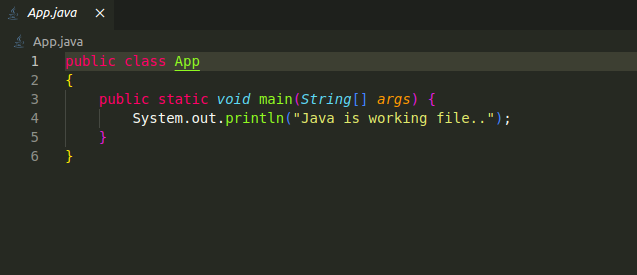 App.java ×
App.java
1 public class App
2 {
3     public static void main(String[] args) {
4         System.out.println("Java is working file..");
5     }
6 }